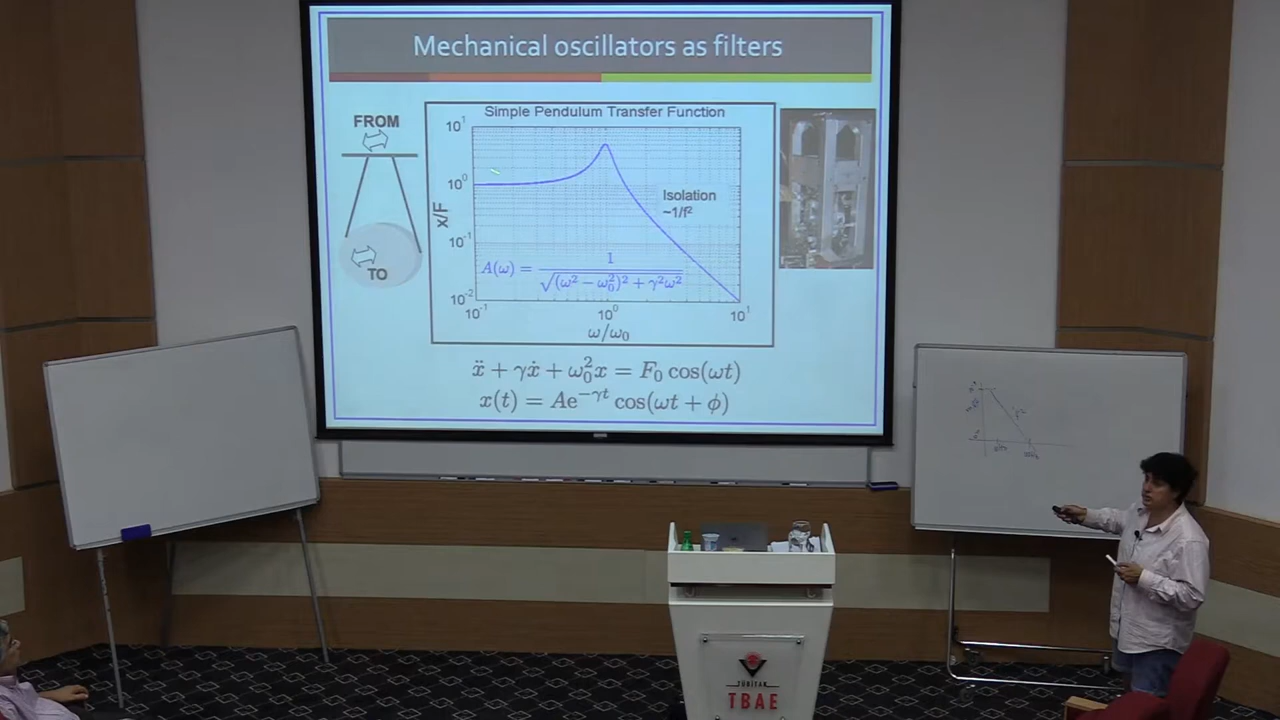 Mechanical oscillators as filters
FROM
TO
Simple Pendulum Transfer Function
10¹
10⁰
10⁻¹
10⁻²
x/F
Isolation
~1/f²
A(ω) = 1 / √((ω² − ω₀²)² + γ²ω²)
10⁻¹ 10⁰ 10¹
ω/ω₀
ẍ + γẋ + ω₀²x = F₀ cos(ωt)
x(t) = Ae⁻ᵞᵗ cos(ωt + ϕ)
TÜBİTAK
TBAE